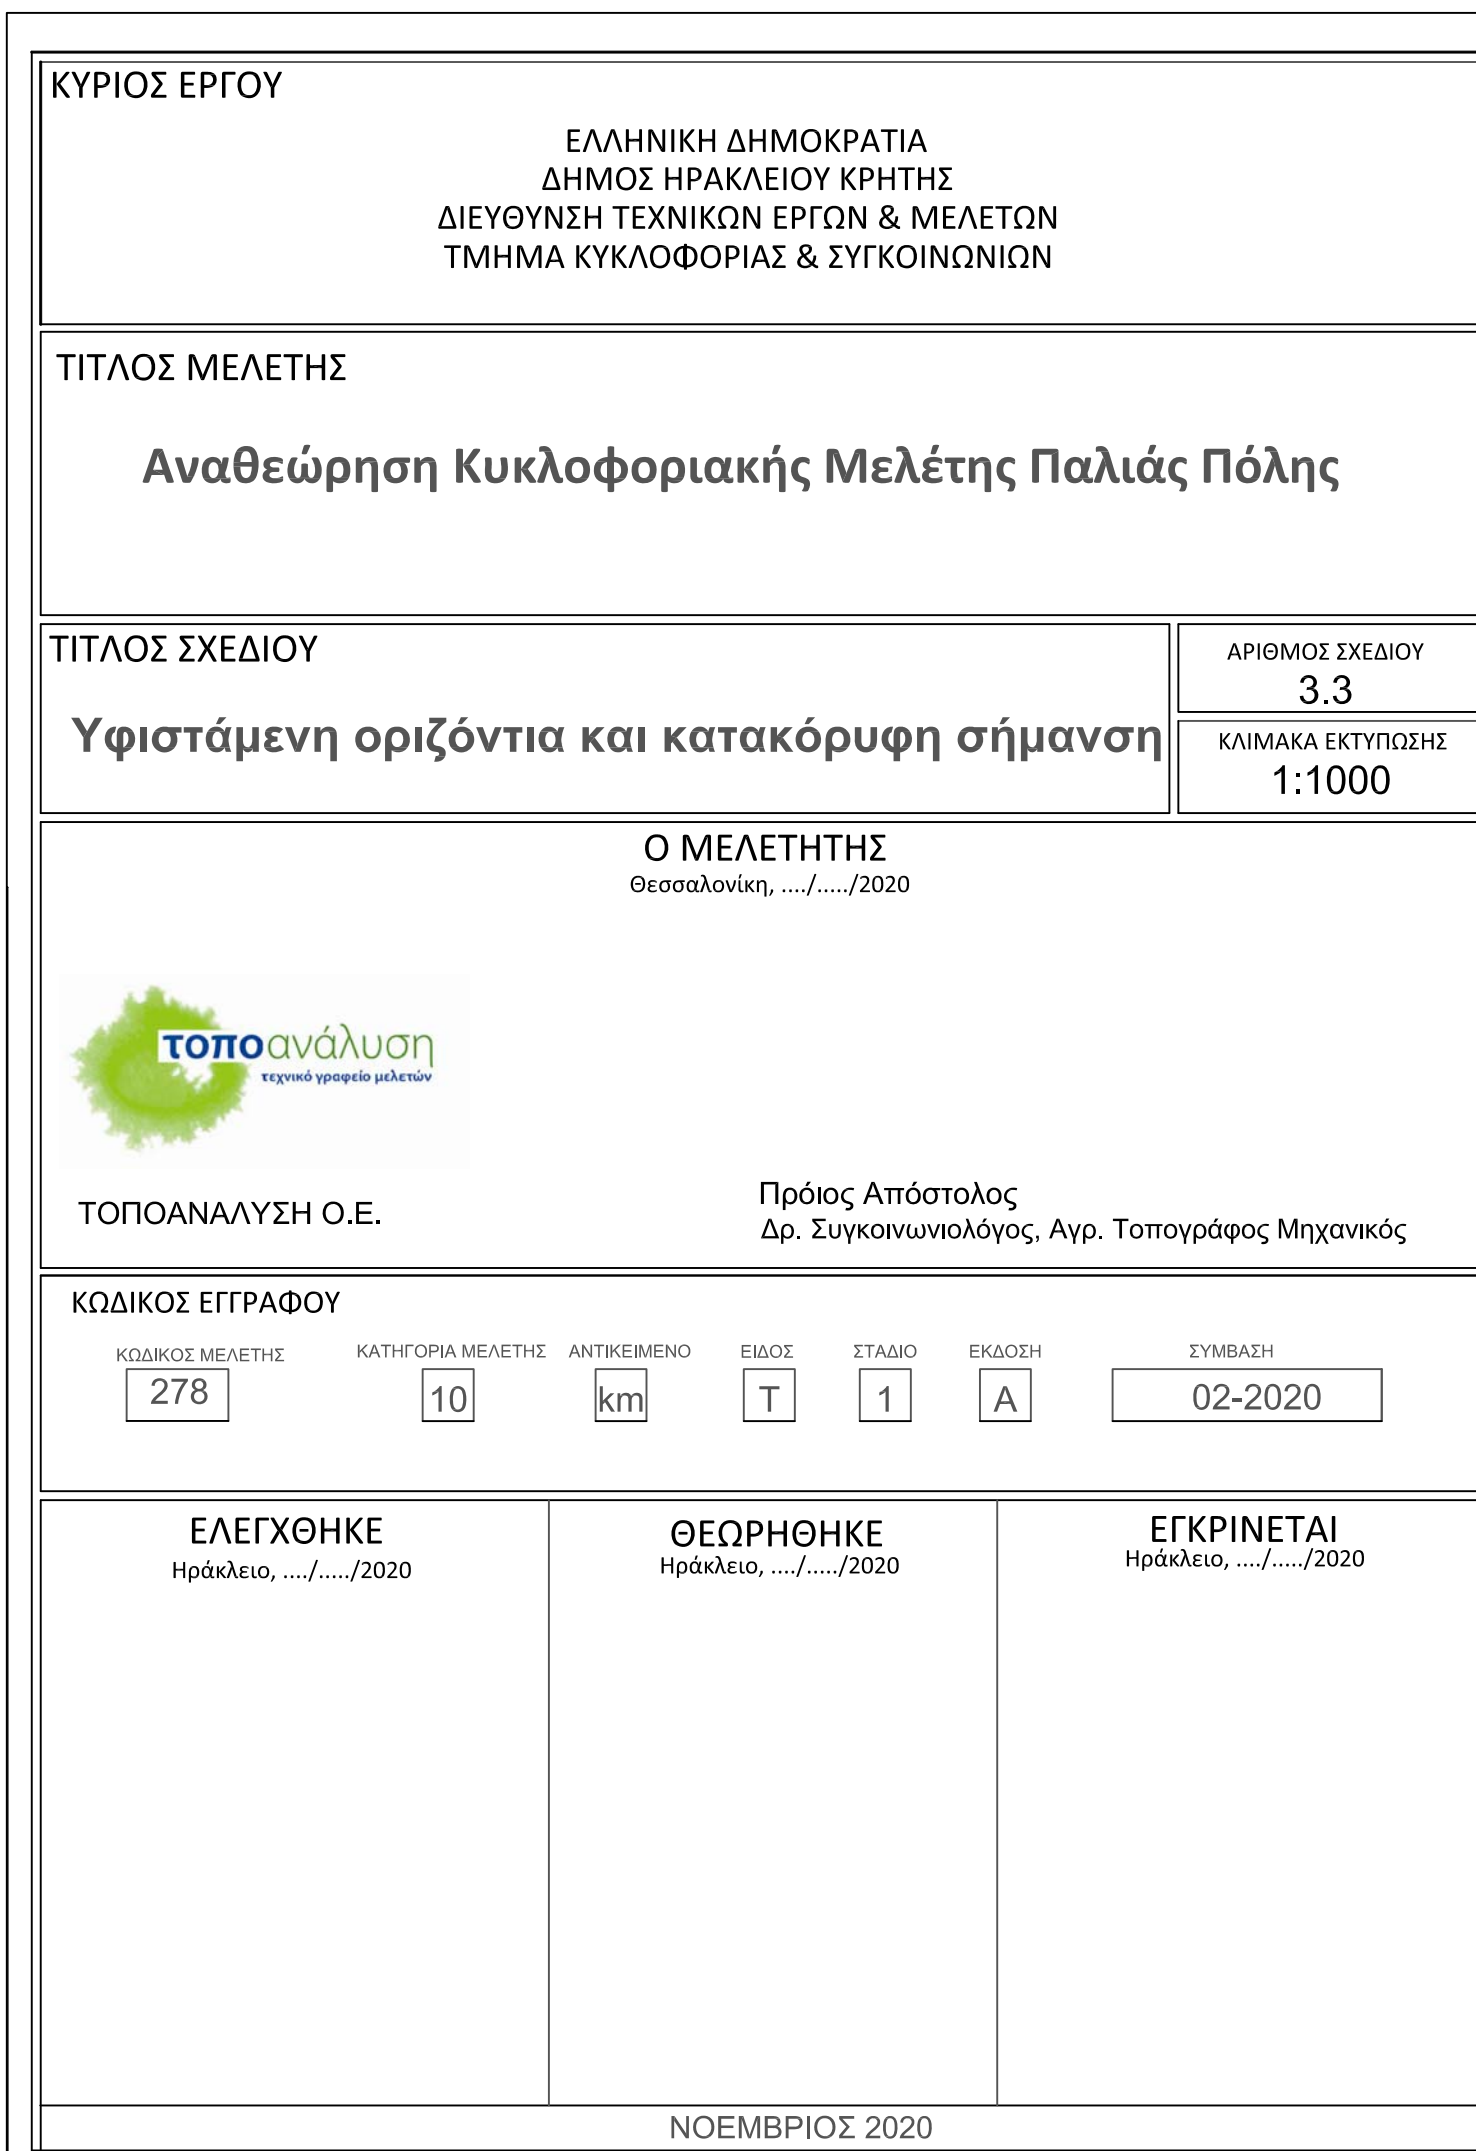 ΚΥΡΙΟΣ ΕΡΓΟΥ
ΕΛΛΗΝΙΚΗ ΔΗΜΟΚΡΑΤΙΑ
ΔΗΜΟΣ ΗΡΑΚΛΕΙΟΥ ΚΡΗΤΗΣ
ΔΙΕΥΘΥΝΣΗ ΤΕΧΝΙΚΩΝ ΕΡΓΩΝ & ΜΕΛΕΤΩΝ
ΤΜΗΜΑ ΚΥΚΛΟΦΟΡΙΑΣ & ΣΥΓΚΟΙΝΩΝΙΩΝ
ΤΙΤΛΟΣ ΜΕΛΕΤΗΣ
Αναθεώρηση Κυκλοφοριακής Μελέτης Παλιάς Πόλης
ΤΙΤΛΟΣ ΣΧΕΔΙΟΥ
Υφιστάμενη οριζόντια και κατακόρυφη σήμανση
ΑΡΙΘΜΟΣ ΣΧΕΔΙΟΥ
3.3
ΚΛΙΜΑΚΑ ΕΚΤΥΠΩΣΗΣ
1:1000
Ο ΜΕΛΕΤΗΤΗΣ
Θεσσαλονίκη, ..../...../2020
τοποανάλυση
τεχνικό γραφείο μελετών
ΤΟΠΟΑΝΑΛΥΣΗ Ο.Ε.
Πρόιος Απόστολος
Δρ. Συγκοινωνιολόγος, Αγρ. Τοπογράφος Μηχανικός
ΚΩΔΙΚΟΣ ΕΓΓΡΑΦΟΥ
ΚΩΔΙΚΟΣ ΜΕΛΕΤΗΣ ΚΑΤΗΓΟΡΙΑ ΜΕΛΕΤΗΣ ΑΝΤΙΚΕΙΜΕΝΟ ΕΙΔΟΣ ΣΤΑΔΙΟ ΕΚΔΟΣΗ ΣΥΜΒΑΣΗ
278 10 km Τ 1 Α 02-2020
ΕΛΕΓΧΘΗΚΕ
Ηράκλειο, ..../...../2020
ΘΕΩΡΗΘΗΚΕ
Ηράκλειο, ..../...../2020
ΕΓΚΡΙΝΕΤΑΙ
Ηράκλειο, ..../...../2020
ΝΟΕΜΒΡΙΟΣ 2020